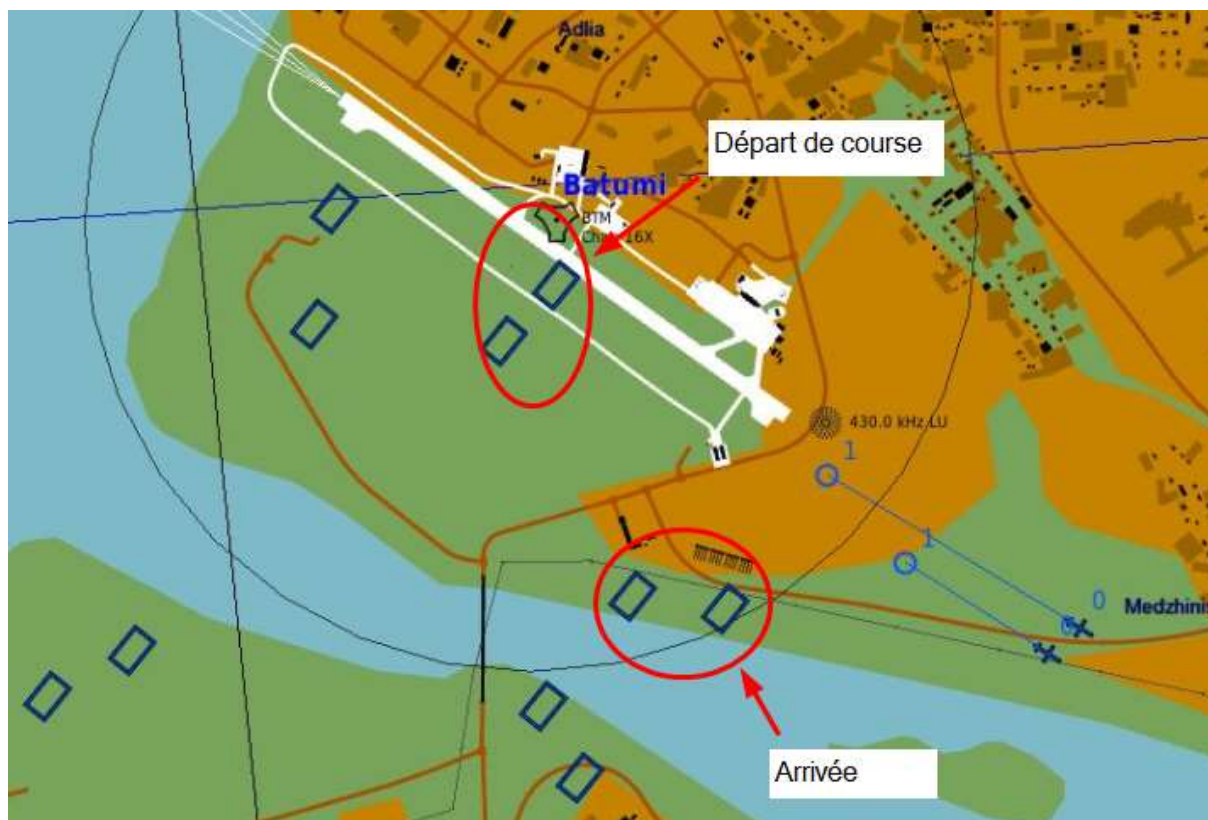 Adlia
Départ de course
Batumi
BTM
430.0 kHz LU
1
1
0
Medzhinis
Arrivée